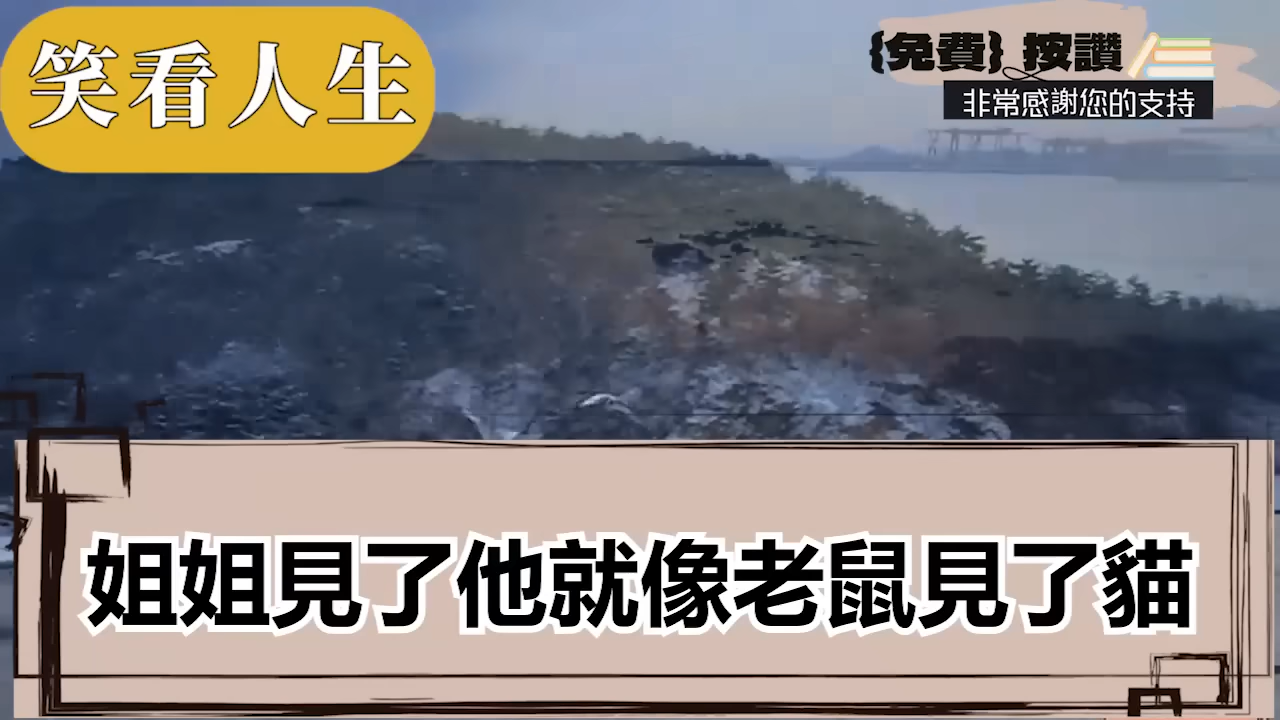 笑看人生
{免費} 按讚
非常感謝您的支持
姐姐見了他就像老鼠見了貓